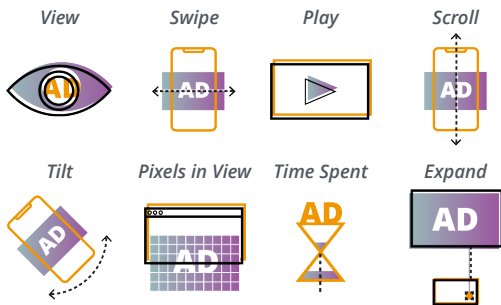 View Swipe Play Scroll
AD AD AD
Tilt Pixels in View Time Spent Expand
AD AD AD AD